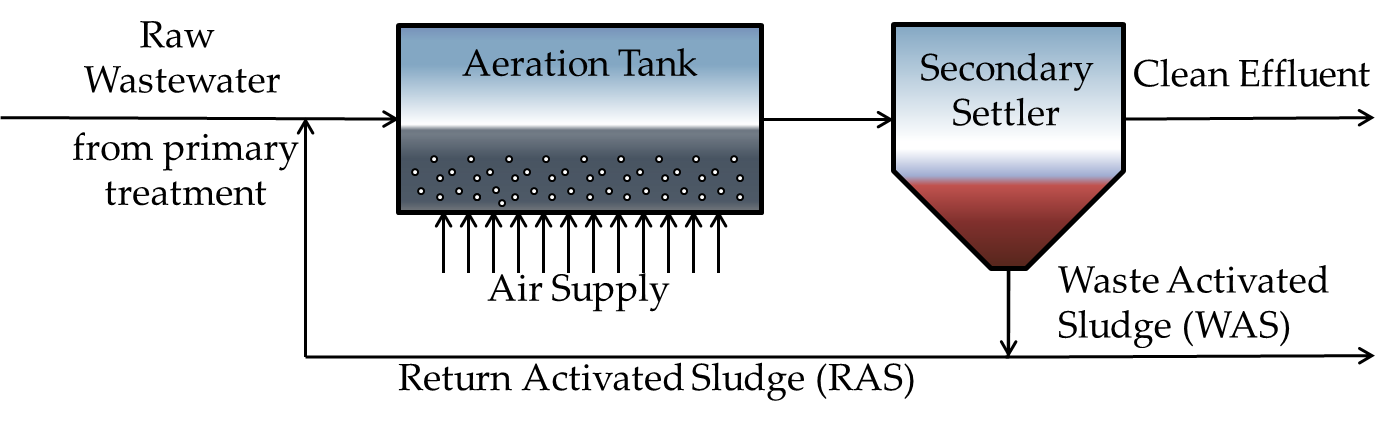 Raw
Wastewater
from primary
treatment
Aeration Tank
Air Supply
Secondary
Settler
Clean Effluent
Waste Activated
Sludge (WAS)
Return Activated Sludge (RAS)